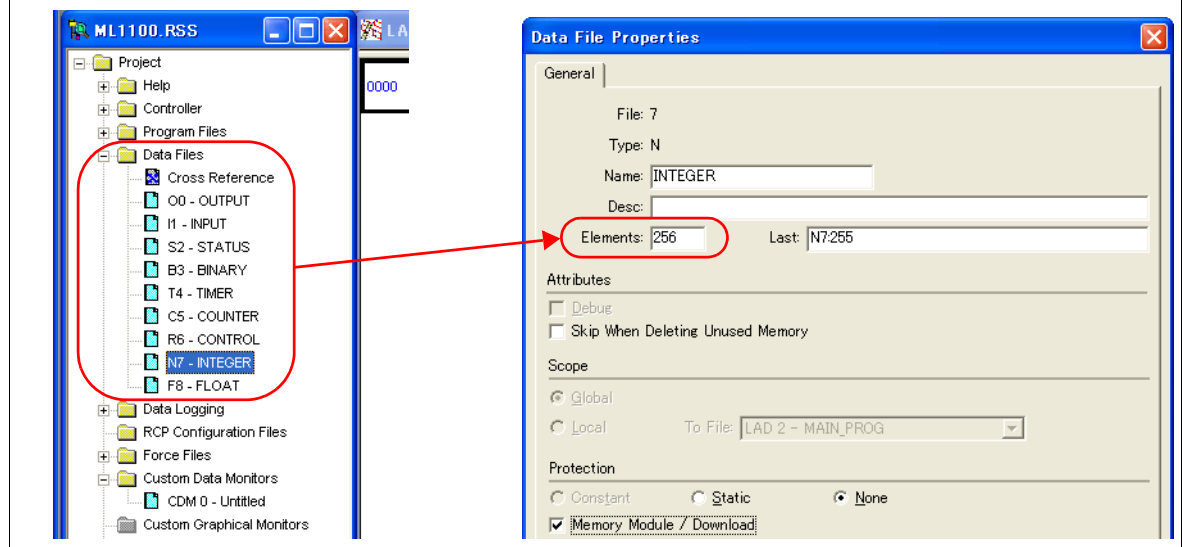 ML1100.RSS
Project
Help
Controller
Program Files
Data Files
Cross Reference
O0 - OUTPUT
I1 - INPUT
S2 - STATUS
B3 - BINARY
T4 - TIMER
C5 - COUNTER
R6 - CONTROL
N7 - INTEGER
F8 - FLOAT
Data Logging
RCP Configuration Files
Force Files
Custom Data Monitors
CDM 0 - Untitled
Custom Graphical Monitors
LA
0000
Data File Properties
General
File: 7
Type: N
Name: INTEGER
Desc:
Elements: 256 Last: N7:255
Attributes
Debug
Skip When Deleting Unused Memory
Scope
Global
Local To File: LAD 2 - MAIN_PROG
Protection
Constant Static None
Memory Module / Download